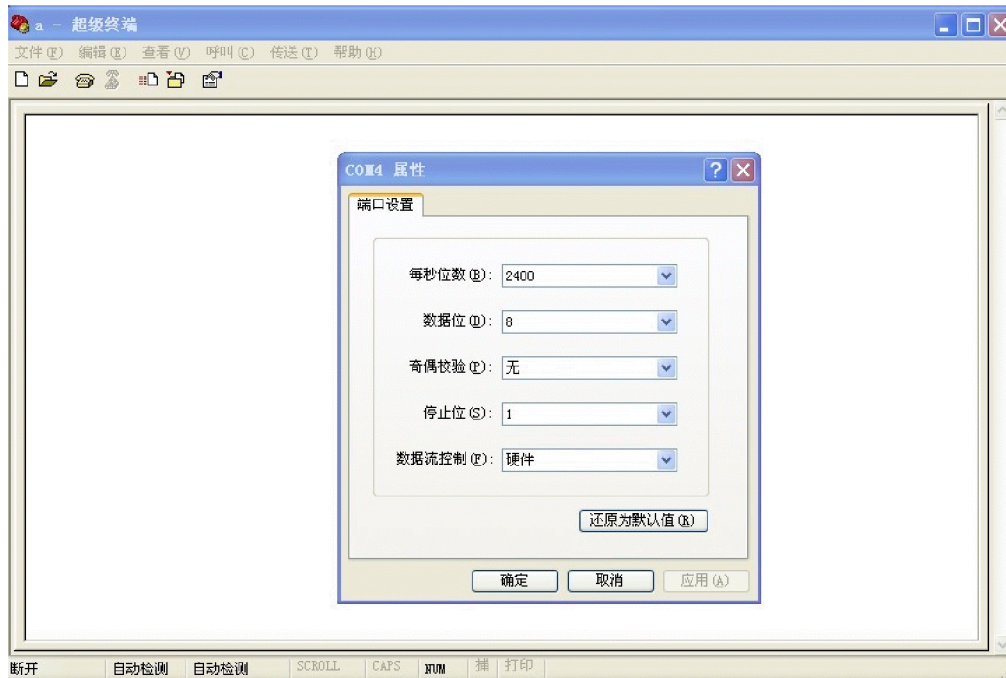 a - 超级终端
文件(F) 编辑(E) 查看(V) 呼叫(C) 传送(T) 帮助(H)
COM4 属性
端口设置
每秒位数(B): 2400
数据位(D): 8
奇偶校验(P): 无
停止位(S): 1
数据流控制(F): 硬件
还原为默认值(R)
确定 取消 应用(A)
断开 自动检测 自动检测 SCROLL CAPS NUM 捕 打印